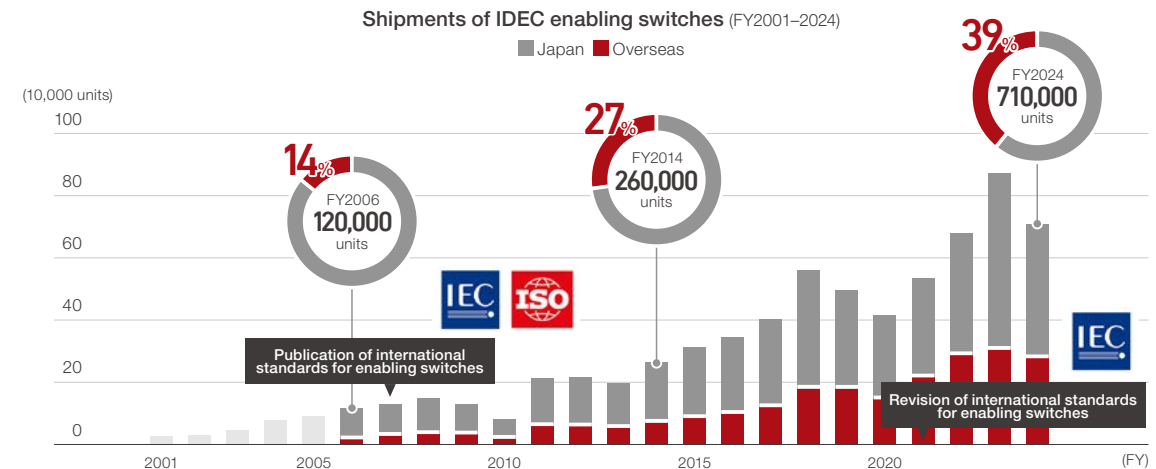 Shipments of IDEC enabling switches (FY2001–2024)
Japan Overseas
(10,000 units)
100
80
60
40
20
0
14%
FY2006
120,000
units
27%
FY2014
260,000
units
39%
FY2024
710,000
units
IEC
ISO
Publication of international
standards for enabling switches
IEC
Revision of international standards
for enabling switches
2001 2005 2010 2015 2020 (FY)